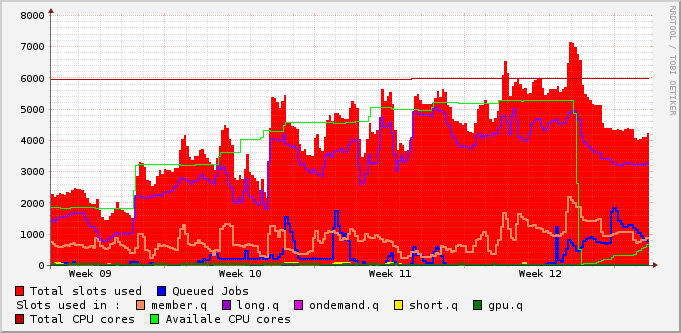 8000
7000
6000
5000
4000
3000
2000
1000
0
Week 09 Week 10 Week 11 Week 12
RRDTOOL / TOBI OETIKER
Total slots used Queued Jobs
Slots used in : member.q long.q ondemand.q short.q gpu.q
Total CPU cores Availale CPU cores